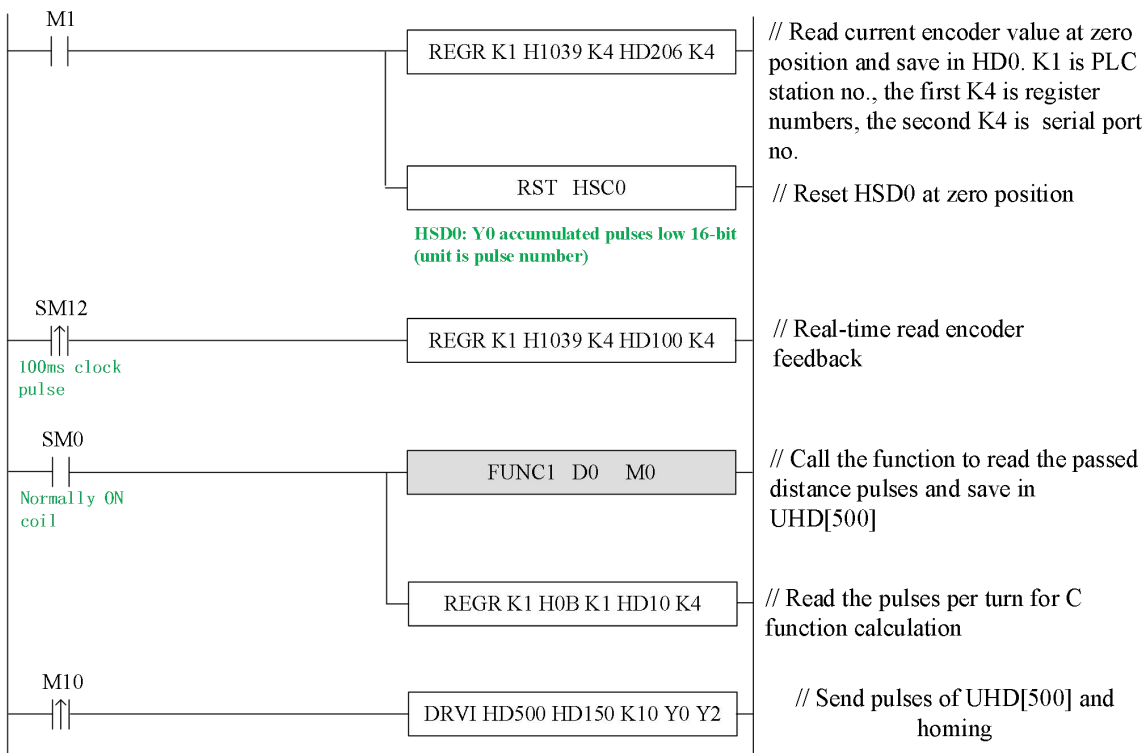 M1
REGR K1 H1039 K4 HD206 K4
// Read current encoder value at zero
position and save in HD0. K1 is PLC
station no., the first K4 is register
numbers, the second K4 is serial port
no.
RST HSC0
// Reset HSD0 at zero position
HSD0: Y0 accumulated pulses low 16-bit
(unit is pulse number)
SM12
REGR K1 H1039 K4 HD100 K4
// Real-time read encoder
feedback
100ms clock
pulse
SM0
FUNC1 D0 M0
// Call the function to read the passed
distance pulses and save in
UHD[500]
Normally ON
coil
REGR K1 H0B K1 HD10 K4
// Read the pulses per turn for C
function calculation
M10
DRVI HD500 HD150 K10 Y0 Y2
// Send pulses of UHD[500] and
homing